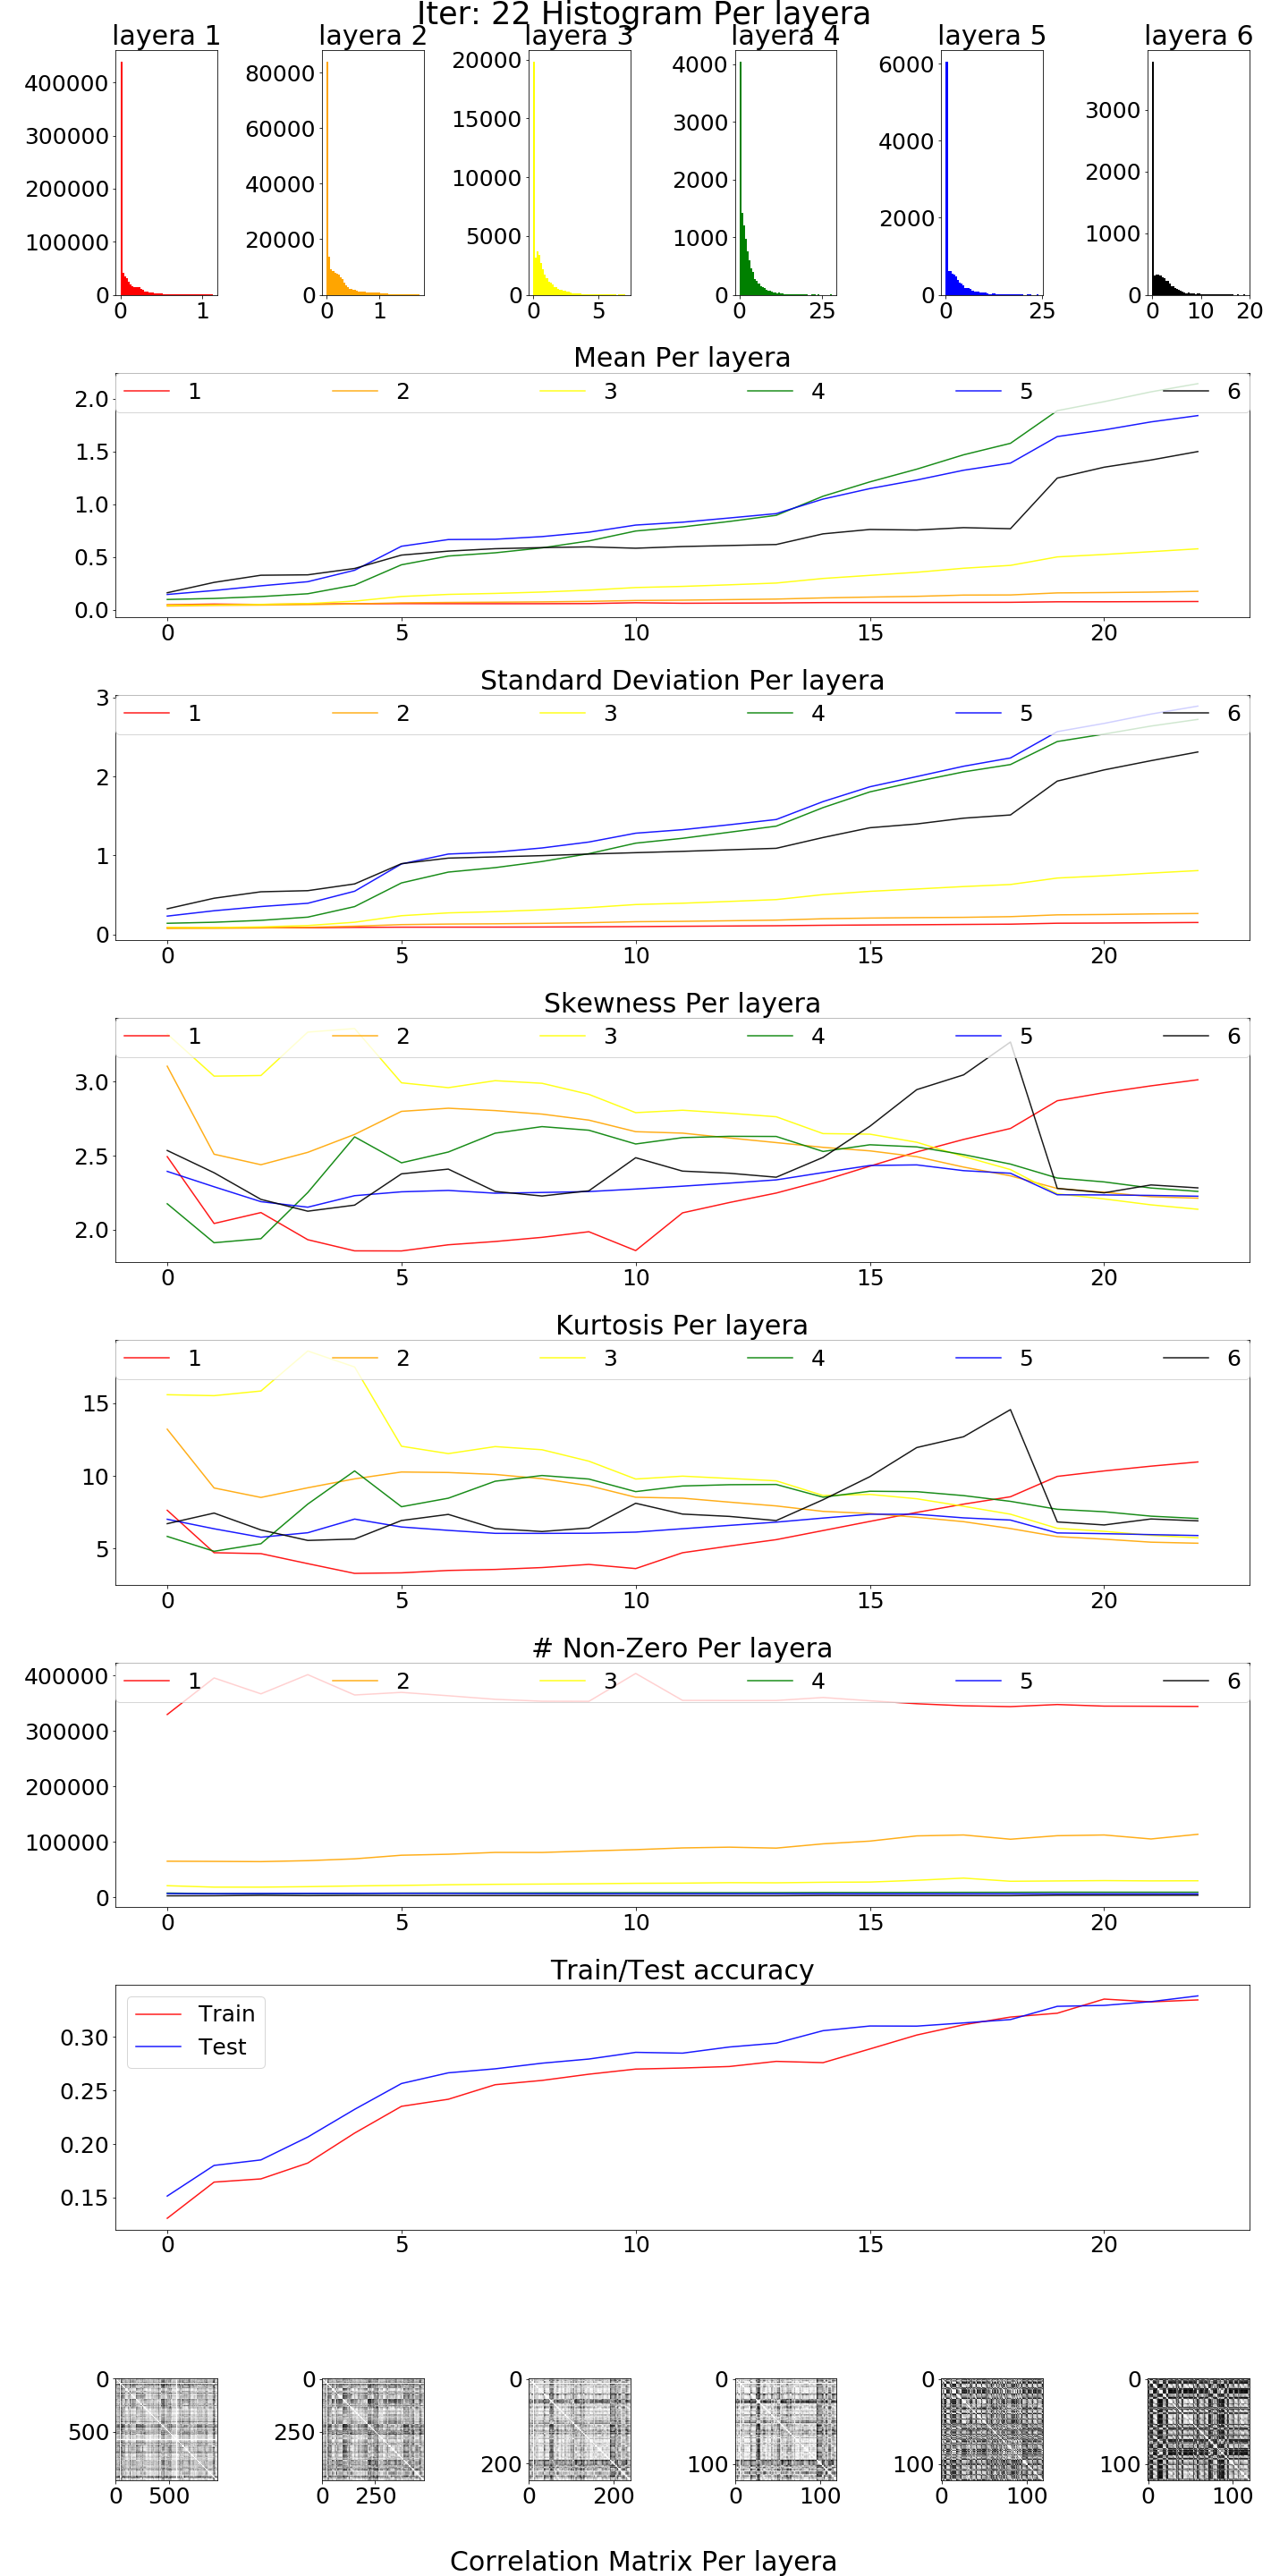 Iter: 22 Histogram Per layera
layera 1 layera 2 layera 3 layera 4 layera 5 layera 6
400000 300000 200000 100000 0
0 1
80000 60000 40000 20000 0
0 1
20000 15000 10000 5000 0
0 5
4000 3000 2000 1000 0
0 25
6000 4000 2000 0
0 25
3000 2000 1000 0
0 10 20
Mean Per layera
1 2 3 4 5 6
2.0
1.5
1.0
0.5
0.0
0 5 10 15 20
Standard Deviation Per layera
1 2 3 4 5 6
3
2
1
0
0 5 10 15 20
Skewness Per layera
1 2 3 4 5 6
3.0
2.5
2.0
0 5 10 15 20
Kurtosis Per layera
1 2 3 4 5 6
15
10
5
0 5 10 15 20
# Non-Zero Per layera
1 2 3 4 5 6
400000
300000
200000
100000
0
0 5 10 15 20
Train/Test accuracy
Train
Test
0.30
0.25
0.20
0.15
0 5 10 15 20
0 500
0 500
0 250
0 250
0 200
0 200
0 100
0 100
0 100
0 100
0 100
0 100
Correlation Matrix Per layera